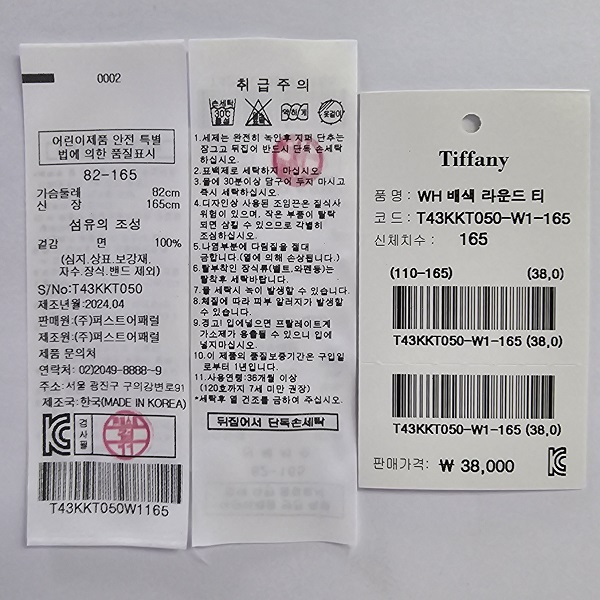 0002
어린이제품 안전 특별
법에 의한 품질표시
82-165
가슴둘레 82cm
신 장 165cm
섬유의 조성
겉감 면 100%
(심지.상표.보강재,
자수.장식.밴드 제외)
S/No:T43KKT050
제조년월:2024.04
판매원:(주)퍼스트어패럴
제조원:(주)퍼스트어패럴
제품 문의처
연락처: 02)2049-8888~9
주소: 서울 광진구 구의강변로91
제조국: 한국(MADE IN KOREA)
검사필
T43KKT050W1165
취급주의
손세탁
30℃
중성
약하게
옷걸이
1.세제는 완전히 녹인후 지퍼 단추는
장그고 뒤집어 반드시 단독 손세탁
하십시오.
2.표백제로 세탁하지 마십시오.
3.물에 30분이상 담구어 두지 마시고
즉시 세탁하십시오.
4.디자인상 사용된 조임끈은 질식사
위험이 있으며, 작은 부품이 탈락
되면 삼킬 수 있으므로 각별히
조심하십시오.
5.나염부분에 다림질을 절대
금합니다.(열에 의해 손상됩니다.)
6.탈부착이 된 장식류(벨트.와펜등)는
탈착후 세탁바랍니다.
7.물 세탁시 녹이 발생할 수 있습니다.
8.체질에 따라 피부 알러지가 발생할
수 있습니다.
9.경고! 입에넣으면 프탈레이트계
가소제가 용출될 수 있으니 입에
넣지마십시오
10.이 제품의 품질보증기간은 구입일
로부터 1년입니다.
11.사용연령:36개월 이상
(120호까지 7세 미만 권장)
*세탁후 열 건조를 금하여 주십시오.
뒤집어서 단독손세탁
Tiffany
품 명 : WH 배색 라운드 티
코 드 : T43KKT050-W1-165
신체치수 : 165
(110-165) (38,0)
T43KKT050-W1-165 (38,0)
T43KKT050-W1-165 (38,0)
판매가격: ₩ 38,000